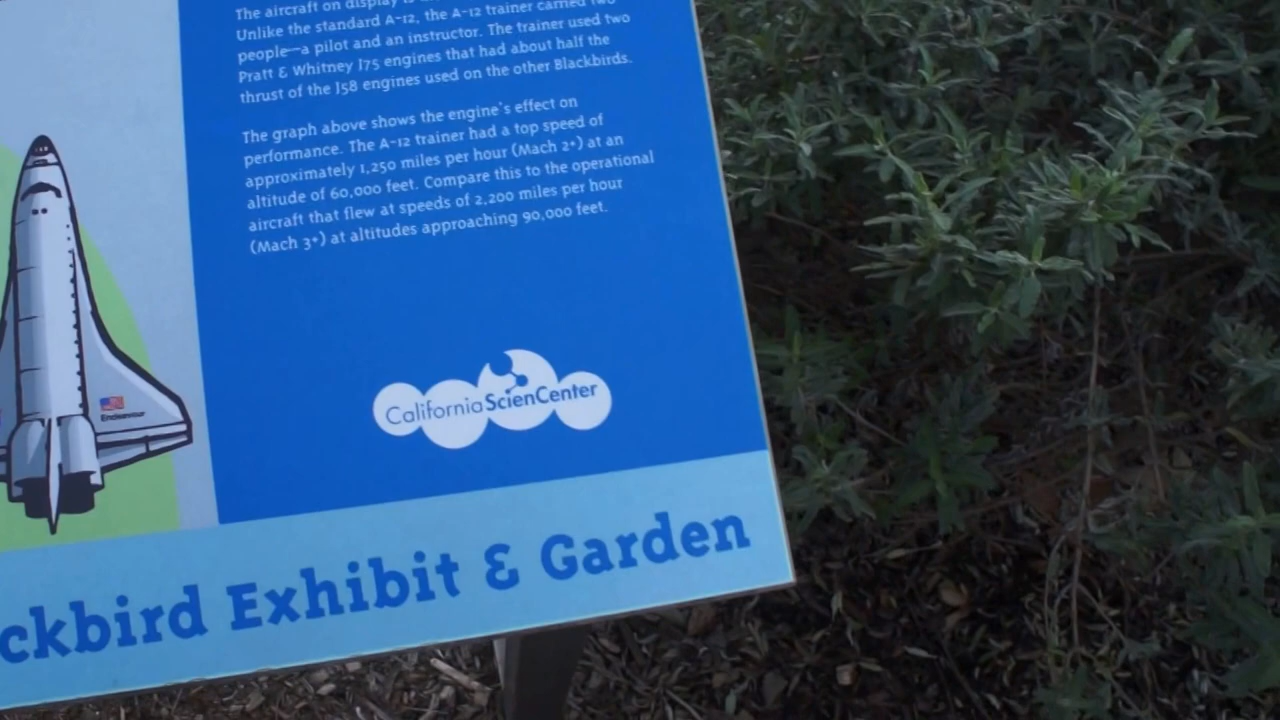 The aircraft on display is
Unlike the standard A-12, the A-12 trainer carried two
people—a pilot and an instructor. The trainer used two
Pratt & Whitney J75 engines that had about half the
thrust of the J58 engines used on the other Blackbirds.
The graph above shows the engine's effect on
performance. The A-12 trainer had a top speed of
approximately 1,250 miles per hour (Mach 2+) at an
altitude of 60,000 feet. Compare this to the operational
aircraft that flew at speeds of 2,200 miles per hour
(Mach 3+) at altitudes approaching 90,000 feet.
Endeavour
California ScienCenter
ckbird Exhibit & Garden